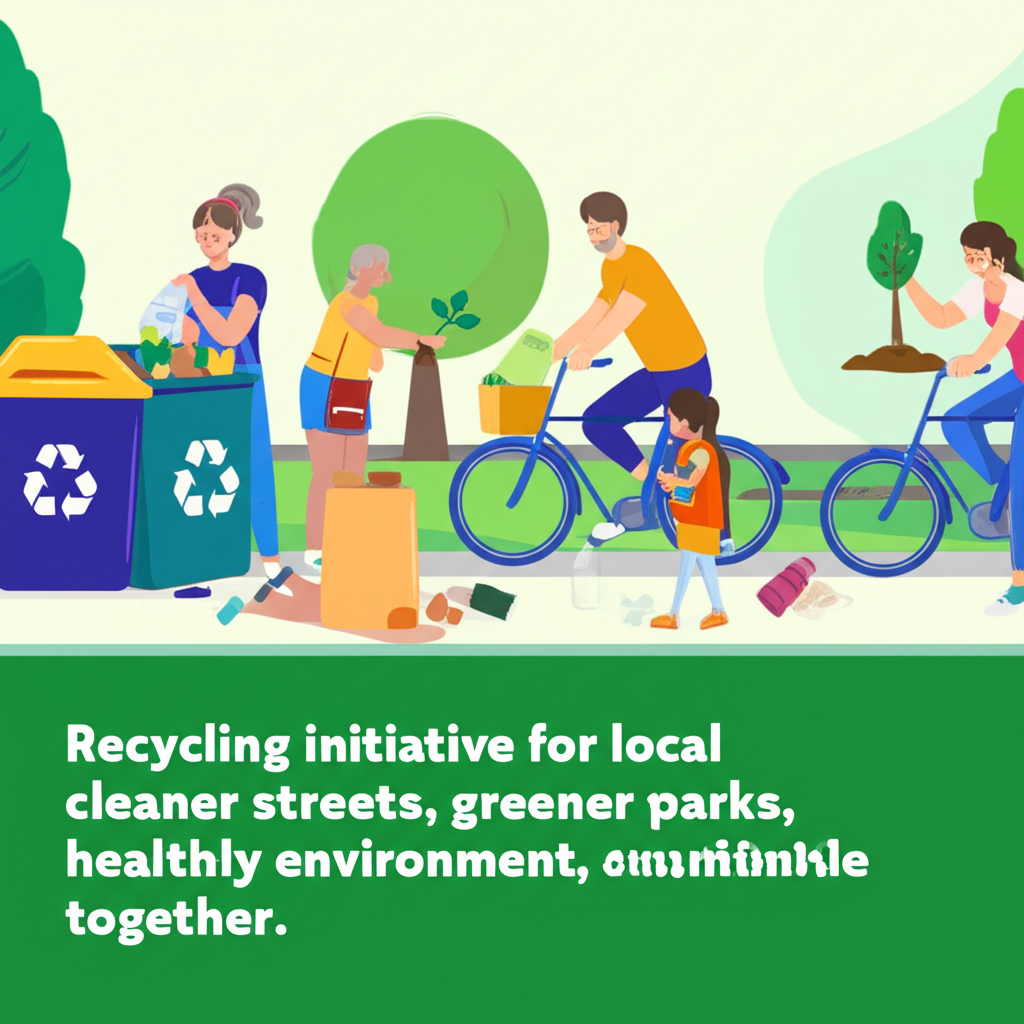 Recycling initiative for local
cleaner streets, greener parks,
healthly environment,
together.